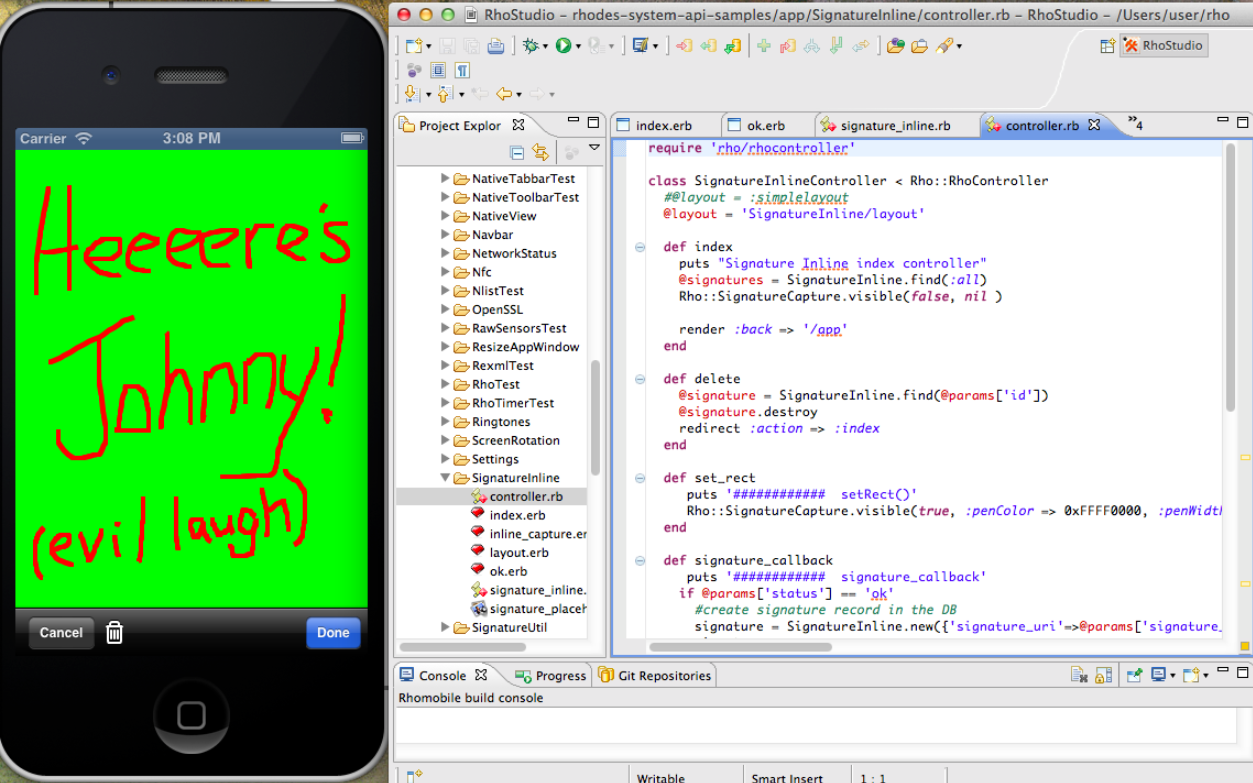 Carrier 3:08 PM
Heeeere's
Johnny!
(evil laugh)
Cancel Done
RhoStudio – rhodes-system-api-samples/app/SignatureInline/controller.rb – RhoStudio – /Users/user/rho
RhoStudio
Project Explor
NativeTabbarTest
NativeToolbarTest
NativeView
Navbar
NetworkStatus
Nfc
NlistTest
OpenSSL
RawSensorsTest
ResizeAppWindow
RexmlTest
RhoTest
RhoTimerTest
Ringtones
ScreenRotation
Settings
SignatureInline
controller.rb
index.erb
inline_capture.er
layout.erb
ok.erb
signature_inline.
signature_placeh
SignatureUtil
index.erb ok.erb signature_inline.rb controller.rb »4
require 'rho/rhocontroller'
class SignatureInlineController < Rho::RhoController
#@layout = :simplelayout
@layout = 'SignatureInline/layout'
def index
puts "Signature Inline index controller"
@signatures = SignatureInline.find(:all)
Rho::SignatureCapture.visible(false, nil )
render :back => '/app'
end
def delete
@signature = SignatureInline.find(@params['id'])
@signature.destroy
redirect :action => :index
end
def set_rect
puts '############ setRect()'
Rho::SignatureCapture.visible(true, :penColor => 0xFFFF0000, :penWidth
end
def signature_callback
puts '############ signature_callback'
if @params['status'] == 'ok'
#create signature record in the DB
signature = SignatureInline.new({'signature_uri'=>@params['signature_
Console Progress Git Repositories
Rhomobile build console
Writable Smart Insert 1 : 1